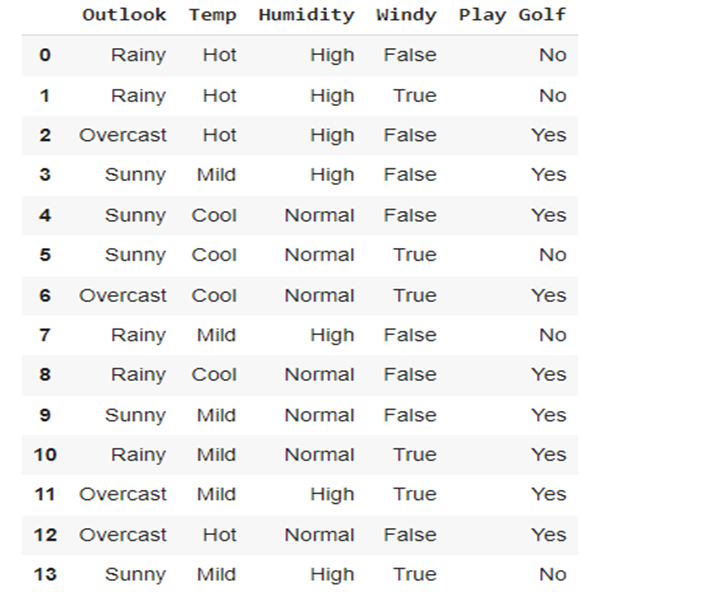 Outlook Temp Humidity Windy Play Golf
0 Rainy Hot High False No
1 Rainy Hot High True No
2 Overcast Hot High False Yes
3 Sunny Mild High False Yes
4 Sunny Cool Normal False Yes
5 Sunny Cool Normal True No
6 Overcast Cool Normal True Yes
7 Rainy Mild High False No
8 Rainy Cool Normal False Yes
9 Sunny Mild Normal False Yes
10 Rainy Mild Normal True Yes
11 Overcast Mild High True Yes
12 Overcast Hot Normal False Yes
13 Sunny Mild High True No